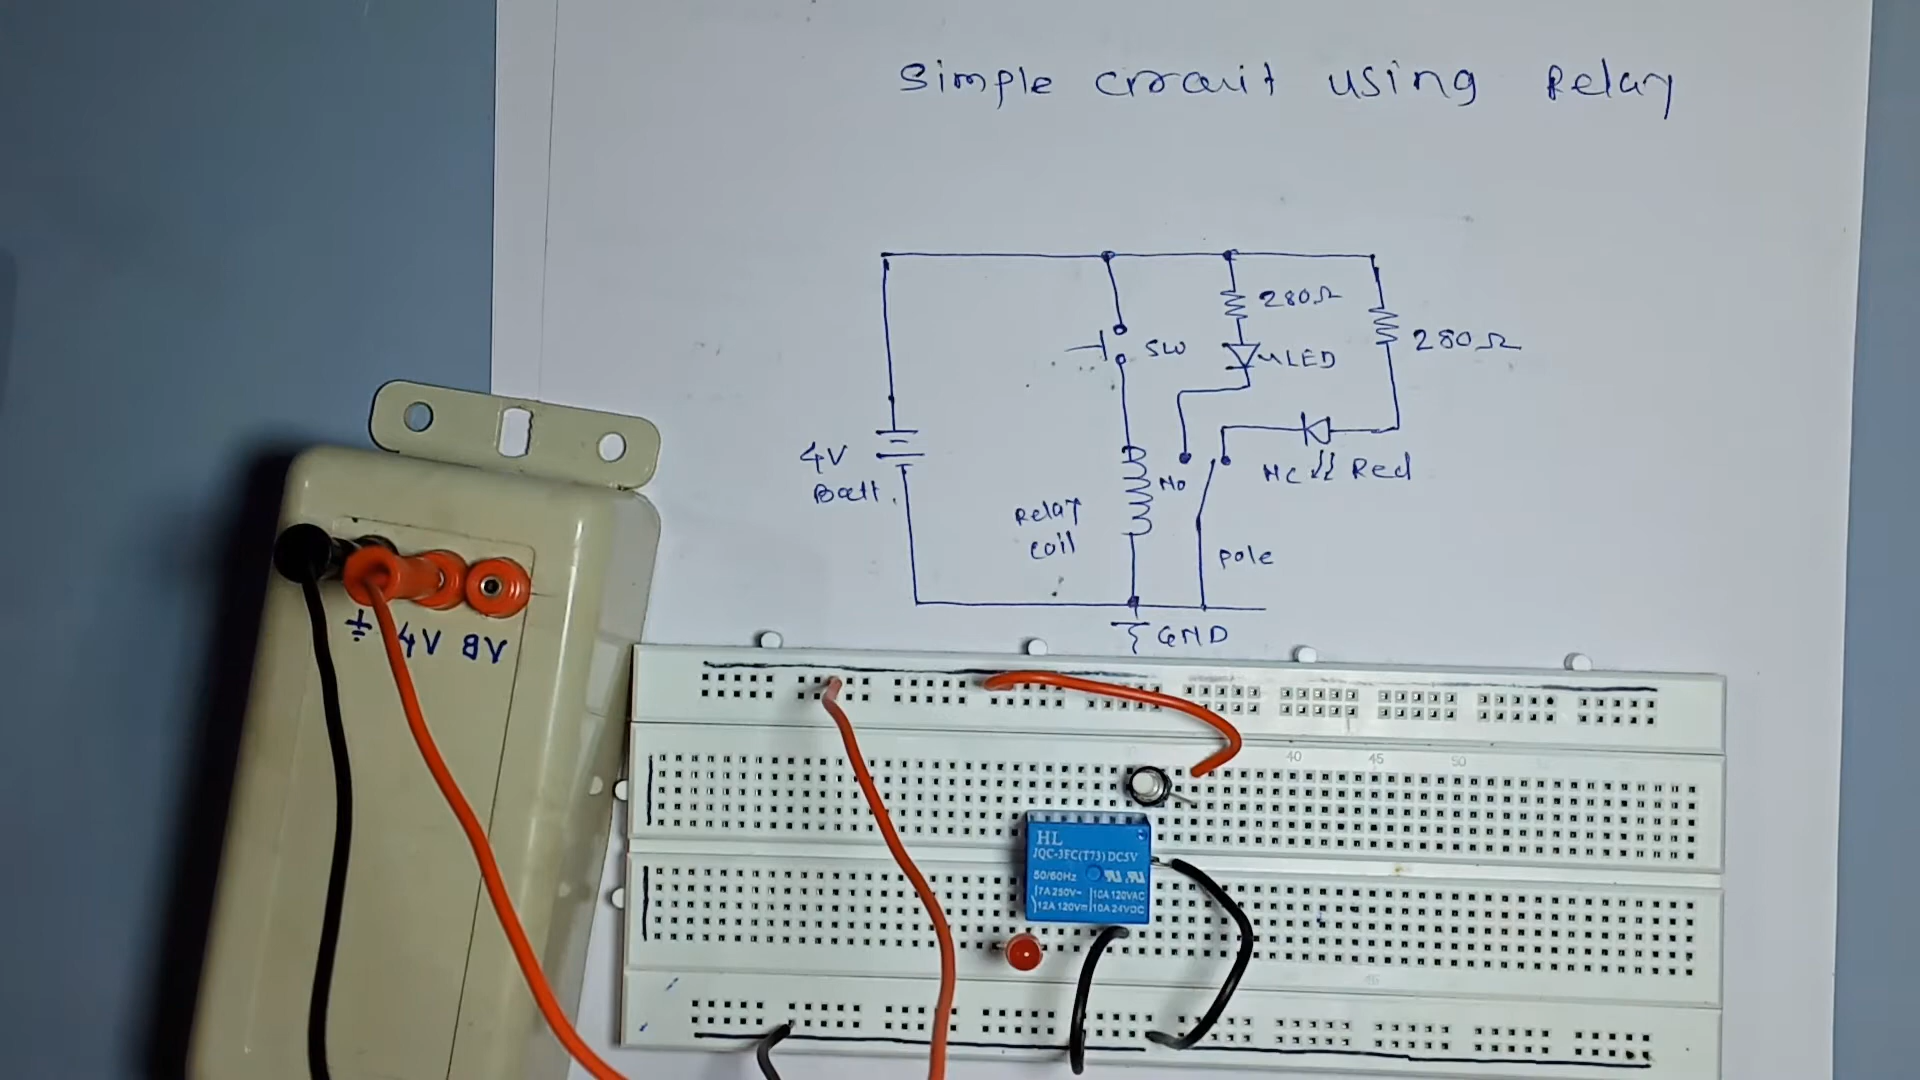 Simple circuit using Relay
280Ω
280Ω
SW
LED
4V
Batt.
NO
NC
Red
Relay
coil
pole
GND
4V 8V
40 45 50
HL
JQC-3FC(T73) DC5V
50/60Hz
7A 250V~ 10A 120VAC
12A 120V 10A 24VDC
45